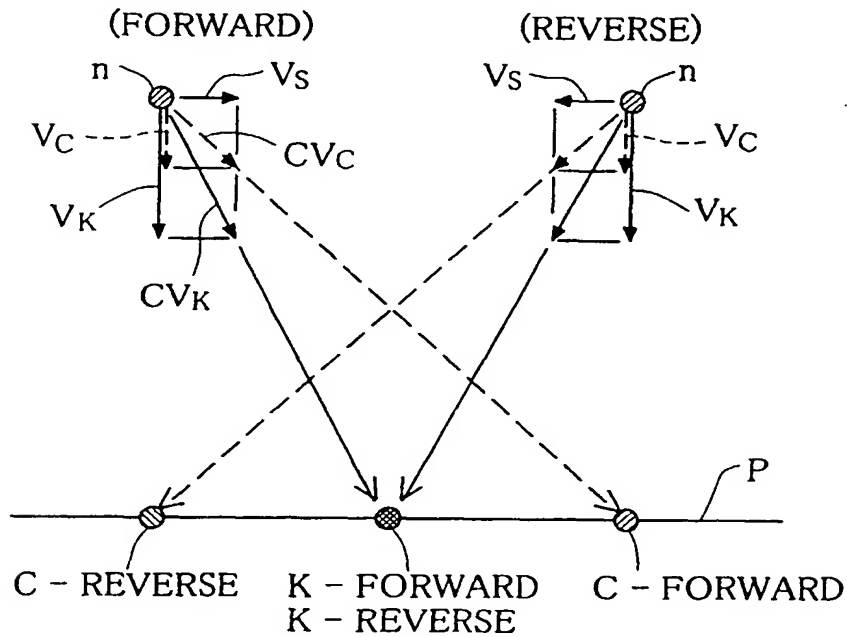 (FORWARD) (REVERSE)
n VS VS n
VC CVC VC
VK VK
CVK
P
C - REVERSE K - FORWARD C - FORWARD
K - REVERSE